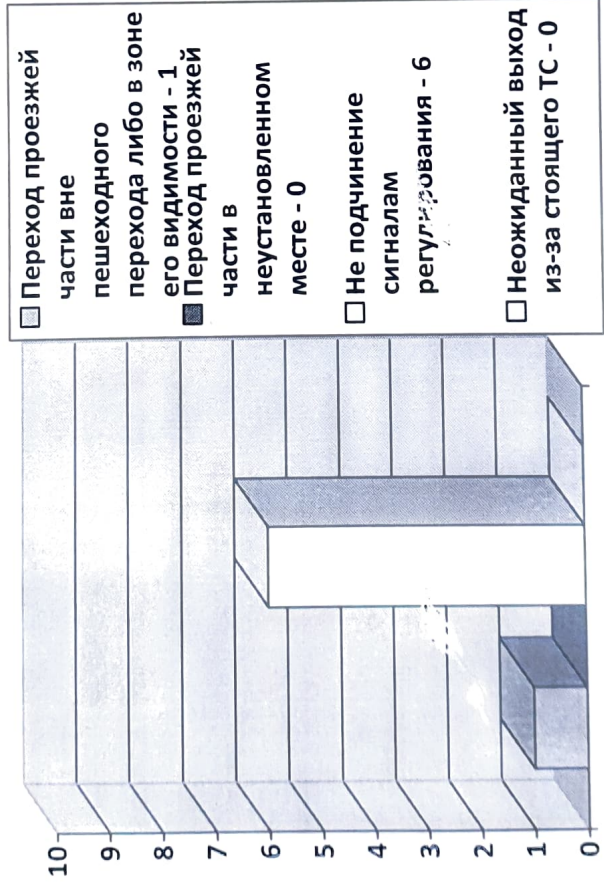 10
9
8
7
6
5
4
3
2
1
0
Переход проезжей
части вне
пешеходного
перехода либо в зоне
его видимости - 1
Переход проезжей
части в
неустановленном
месте - 0
Не подчинение
сигналам
регулирования - 6
Неожиданный выход
из-за стоящего ТС - 0